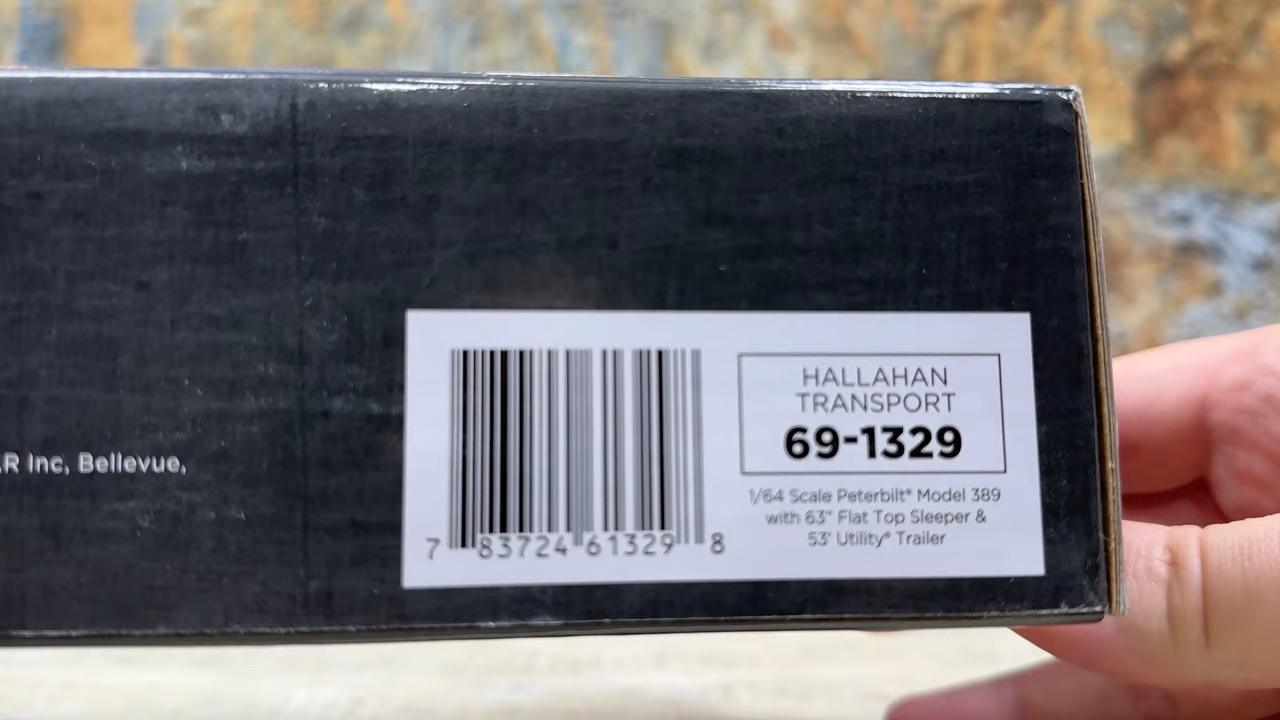 R Inc, Bellevue,
HALLAHAN
TRANSPORT
69-1329
1/64 Scale Peterbilt® Model 389
with 63" Flat Top Sleeper &
53' Utility® Trailer
7 83724 61329 8